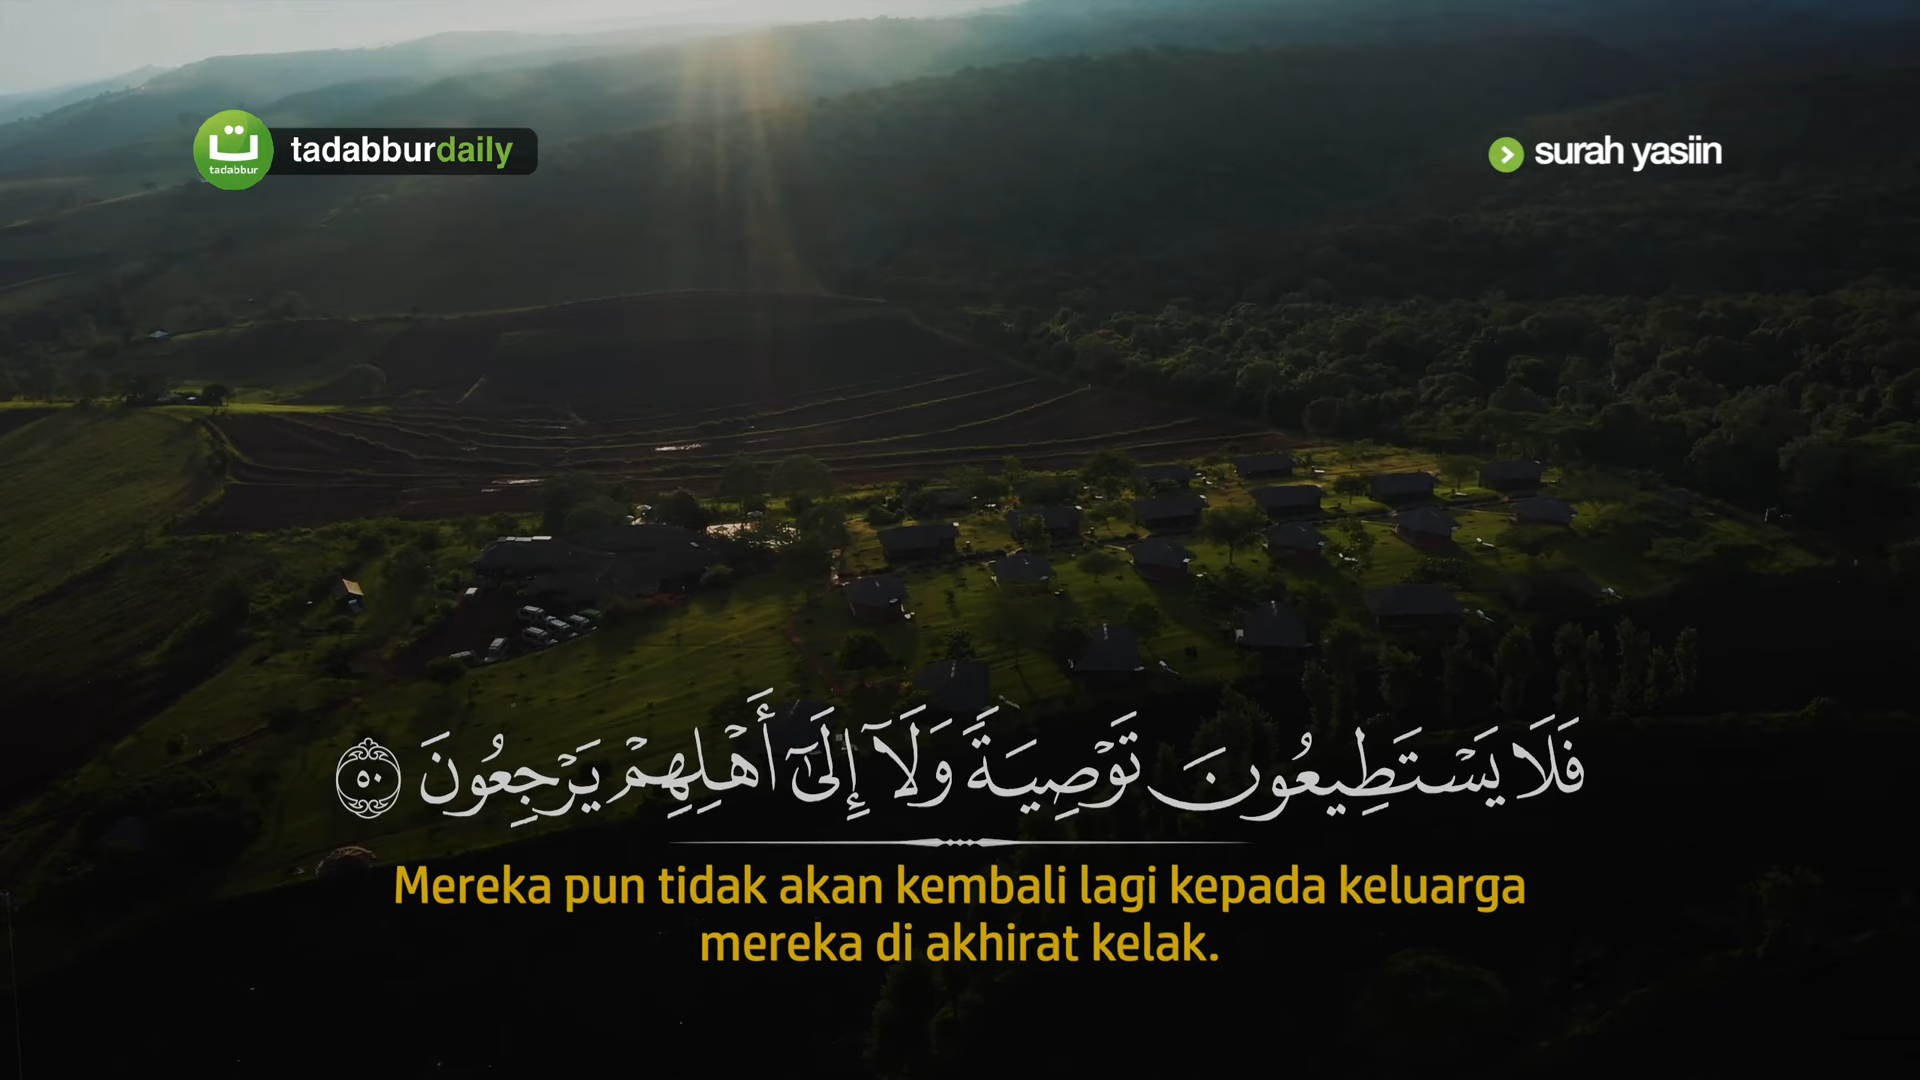 tadabbur
tadabburdaily
surah yasiin
فَلَا يَسْتَطِيعُونَ تَوْصِيَةً وَلَآ إِلَىٰٓ أَهْلِهِمْ يَرْجِعُونَ ٥٠
Mereka pun tidak akan kembali lagi kepada keluarga
mereka di akhirat kelak.